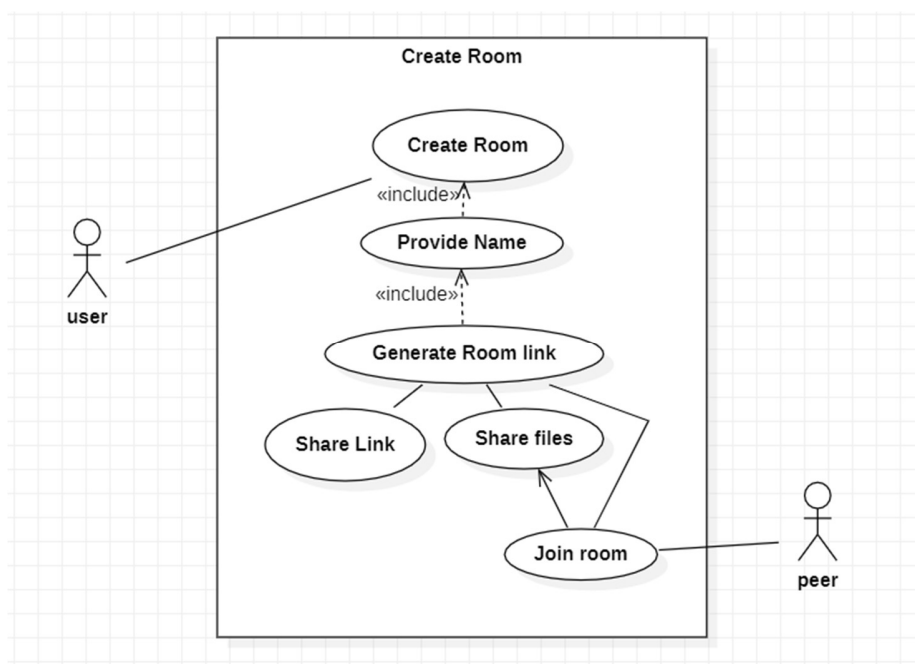 Create Room
Create Room
«include»
Provide Name
user
«include»
Generate Room link
Share Link
Share files
Join room
peer